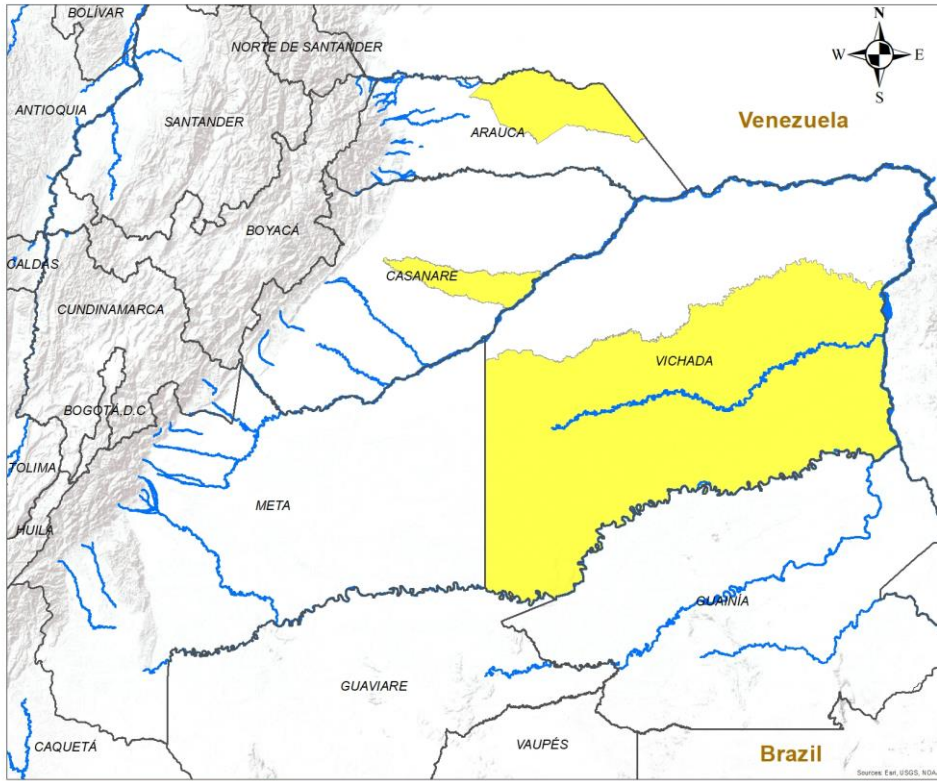 BOLÍVAR
N
NORTE DE SANTANDER
W
E
S
ANTIOQUIA
SANTANDER
Venezuela
ARAUCA
BOYACÁ
CALDAS
CASANARE
CUNDINAMARCA
VICHADA
BOGOTÁ,D.C
TOLIMA
META
HUILA
GUAINÍA
GUAVIARE
CAQUETÁ
VAUPÉS
Brazil
Sources: Esri, USGS, NOAA